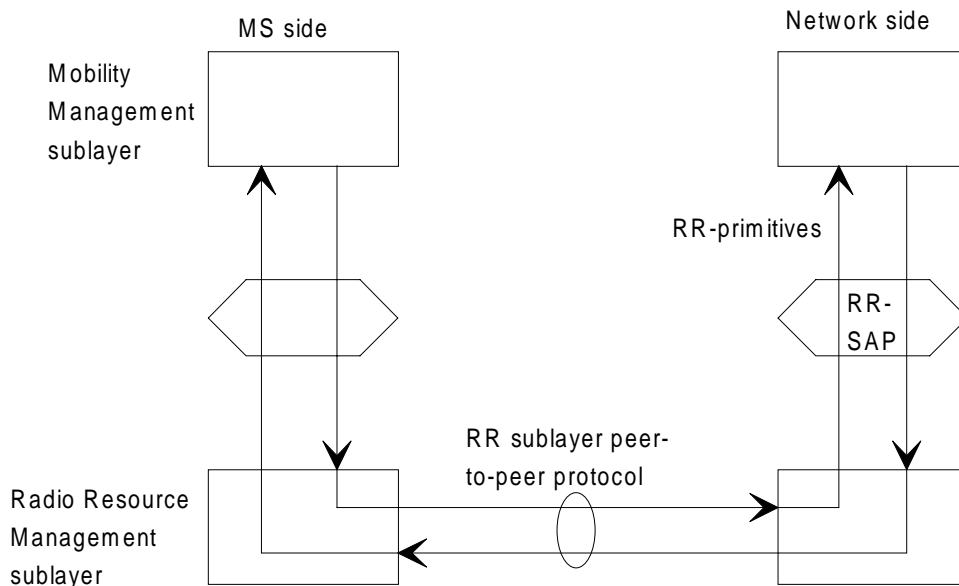 MS side
Network side
Mobility
Management
sublayer
RR-primitives
RR-
SAP
RR sublayer peer-
to-peer protocol
Radio Resource
Management
sublayer